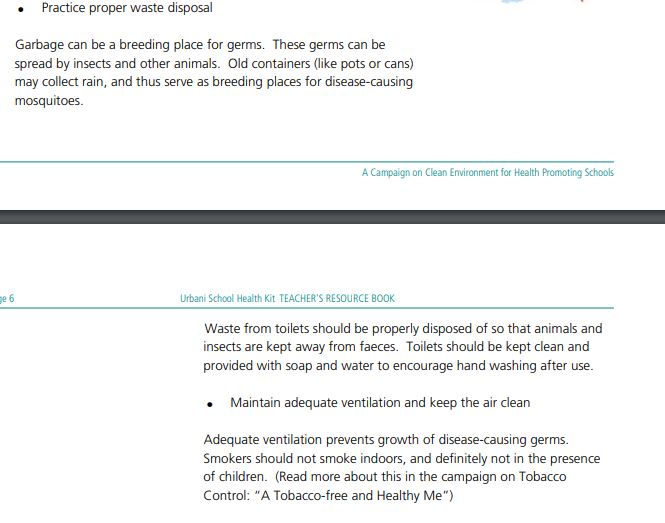 • Practice proper waste disposal
Garbage can be a breeding place for germs. These germs can be
spread by insects and other animals. Old containers (like pots or cans)
may collect rain, and thus serve as breeding places for disease-causing
mosquitoes.
A Campaign on Clean Environment for Health Promoting Schools
ge 6
Urbani School Health Kit TEACHER'S RESOURCE BOOK
Waste from toilets should be properly disposed of so that animals and
insects are kept away from faeces. Toilets should be kept clean and
provided with soap and water to encourage hand washing after use.
• Maintain adequate ventilation and keep the air clean
Adequate ventilation prevents growth of disease-causing germs.
Smokers should not smoke indoors, and definitely not in the presence
of children. (Read more about this in the campaign on Tobacco
Control: “A Tobacco-free and Healthy Me”)